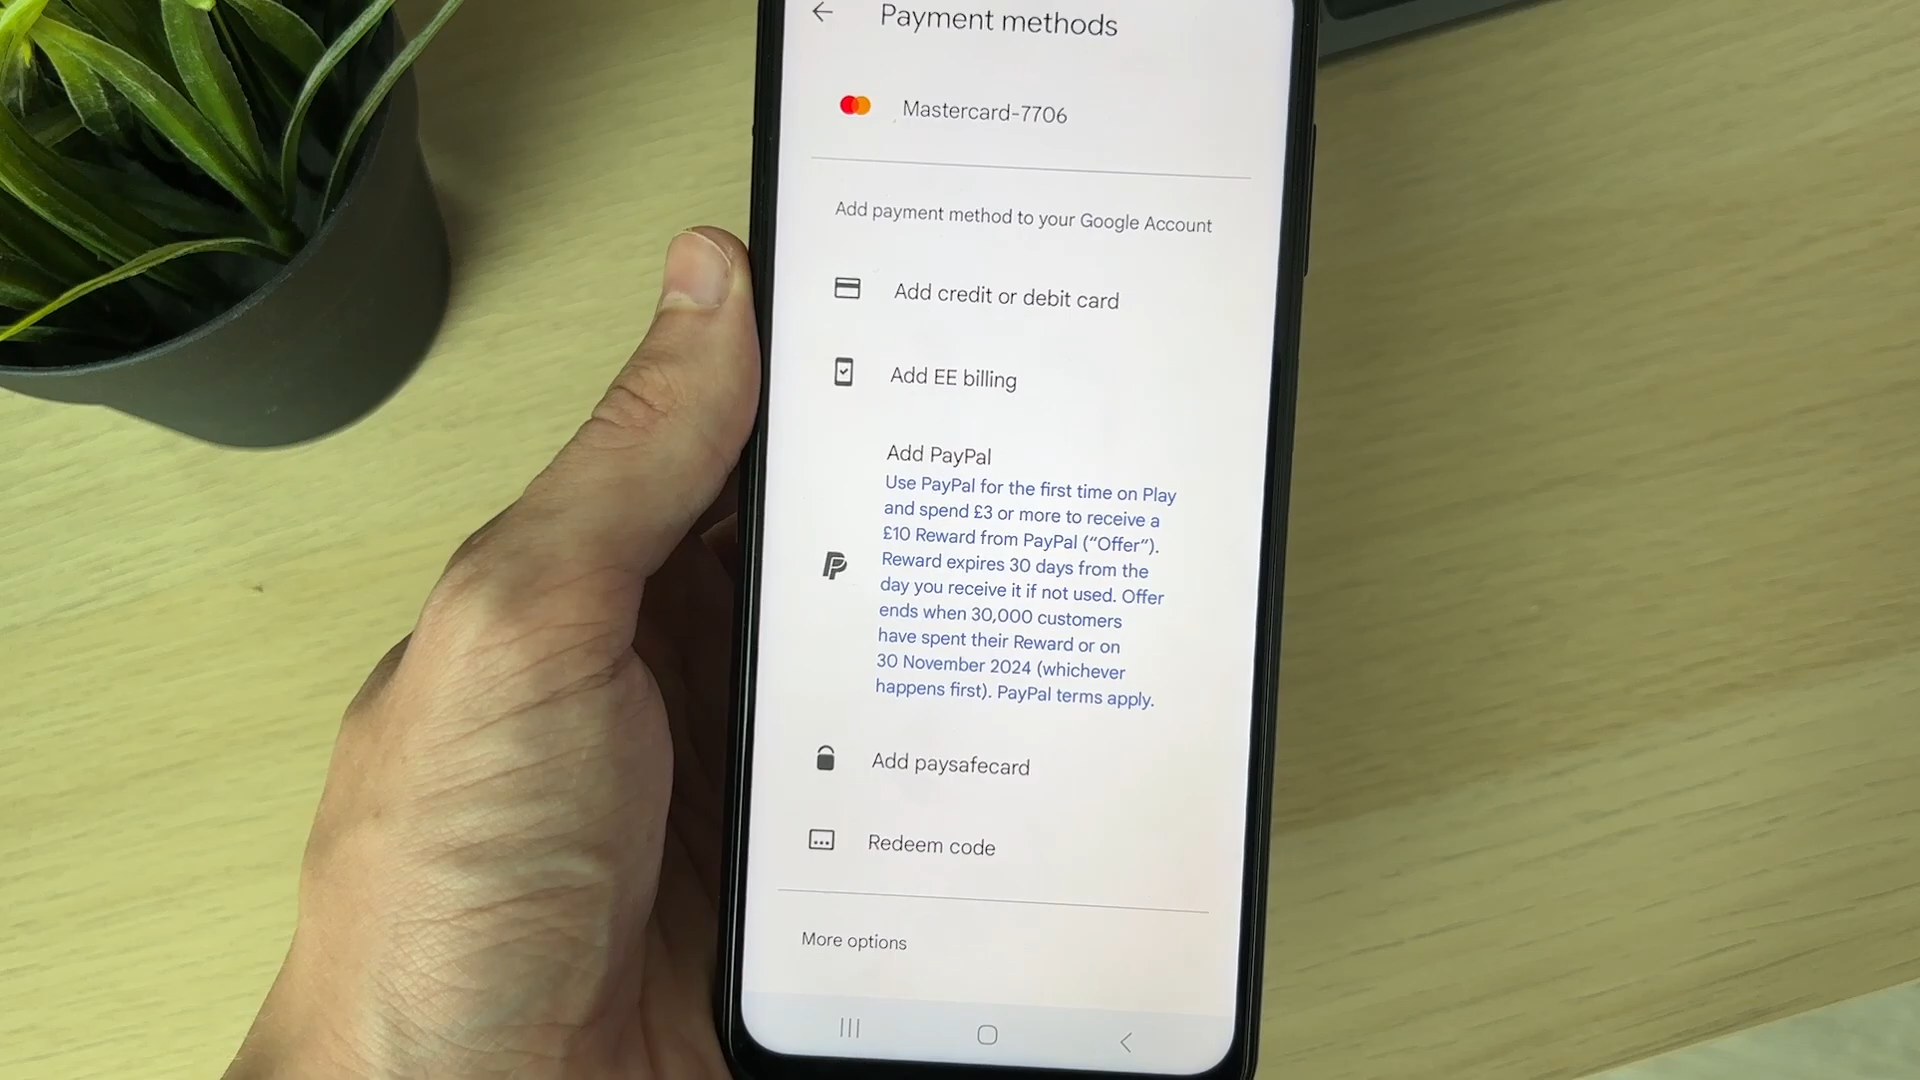 Payment methods
Mastercard-7706
Add payment method to your Google Account
Add credit or debit card
Add EE billing
Add PayPal
Use PayPal for the first time on Play
and spend £3 or more to receive a
£10 Reward from PayPal (“Offer”).
Reward expires 30 days from the
day you receive it if not used. Offer
ends when 30,000 customers
have spent their Reward or on
30 November 2024 (whichever
happens first). PayPal terms apply.
Add paysafecard
Redeem code
More options